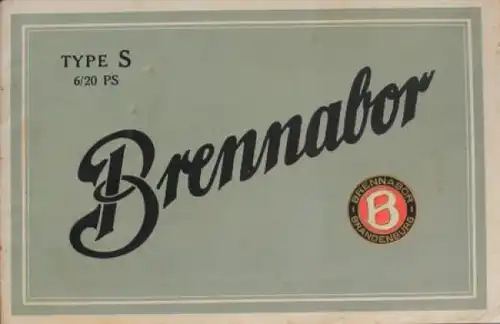 TYPE S
6/20 PS
Brennabor
BRENNABOR
B
BRANDENBURG